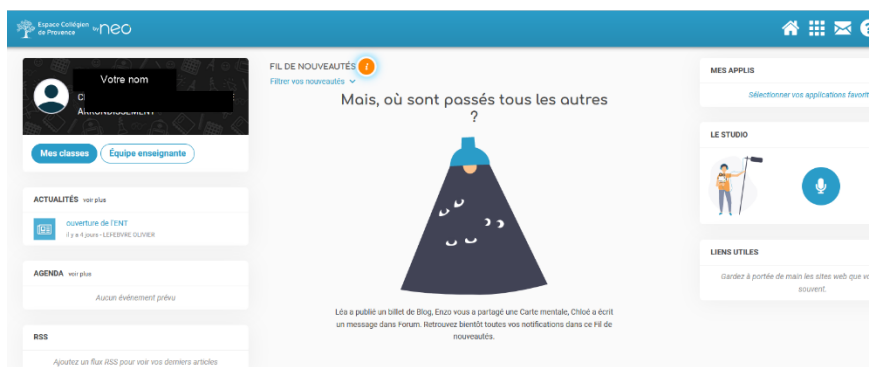 Espace Collégien
de Provence by neo
Votre nom
ARRONDISSEMENT
Mes classes
Équipe enseignante
ACTUALITÉS voir plus
ouverture de l'ENT
il y a 4 jours - LEFEBVRE OLIVIER
AGENDA voir plus
Aucun évènement prévu
RSS
Ajoutez un flux RSS pour voir vos derniers articles
FIL DE NOUVEAUTÉS i
Filtrer vos nouveautés
Mais, où sont passés tous les autres
?
Léa a publié un billet de Blog, Enzo vous a partagé une Carte mentale, Chloé a écrit
un message dans Forum. Retrouvez bientôt toutes vos notifications dans ce Fil de
nouveautés.
?
MES APPLIS
Sélectionner vos applications favorit
LE STUDIO
LIENS UTILES
Gardez à portée de main les sites web que vo
souvent.